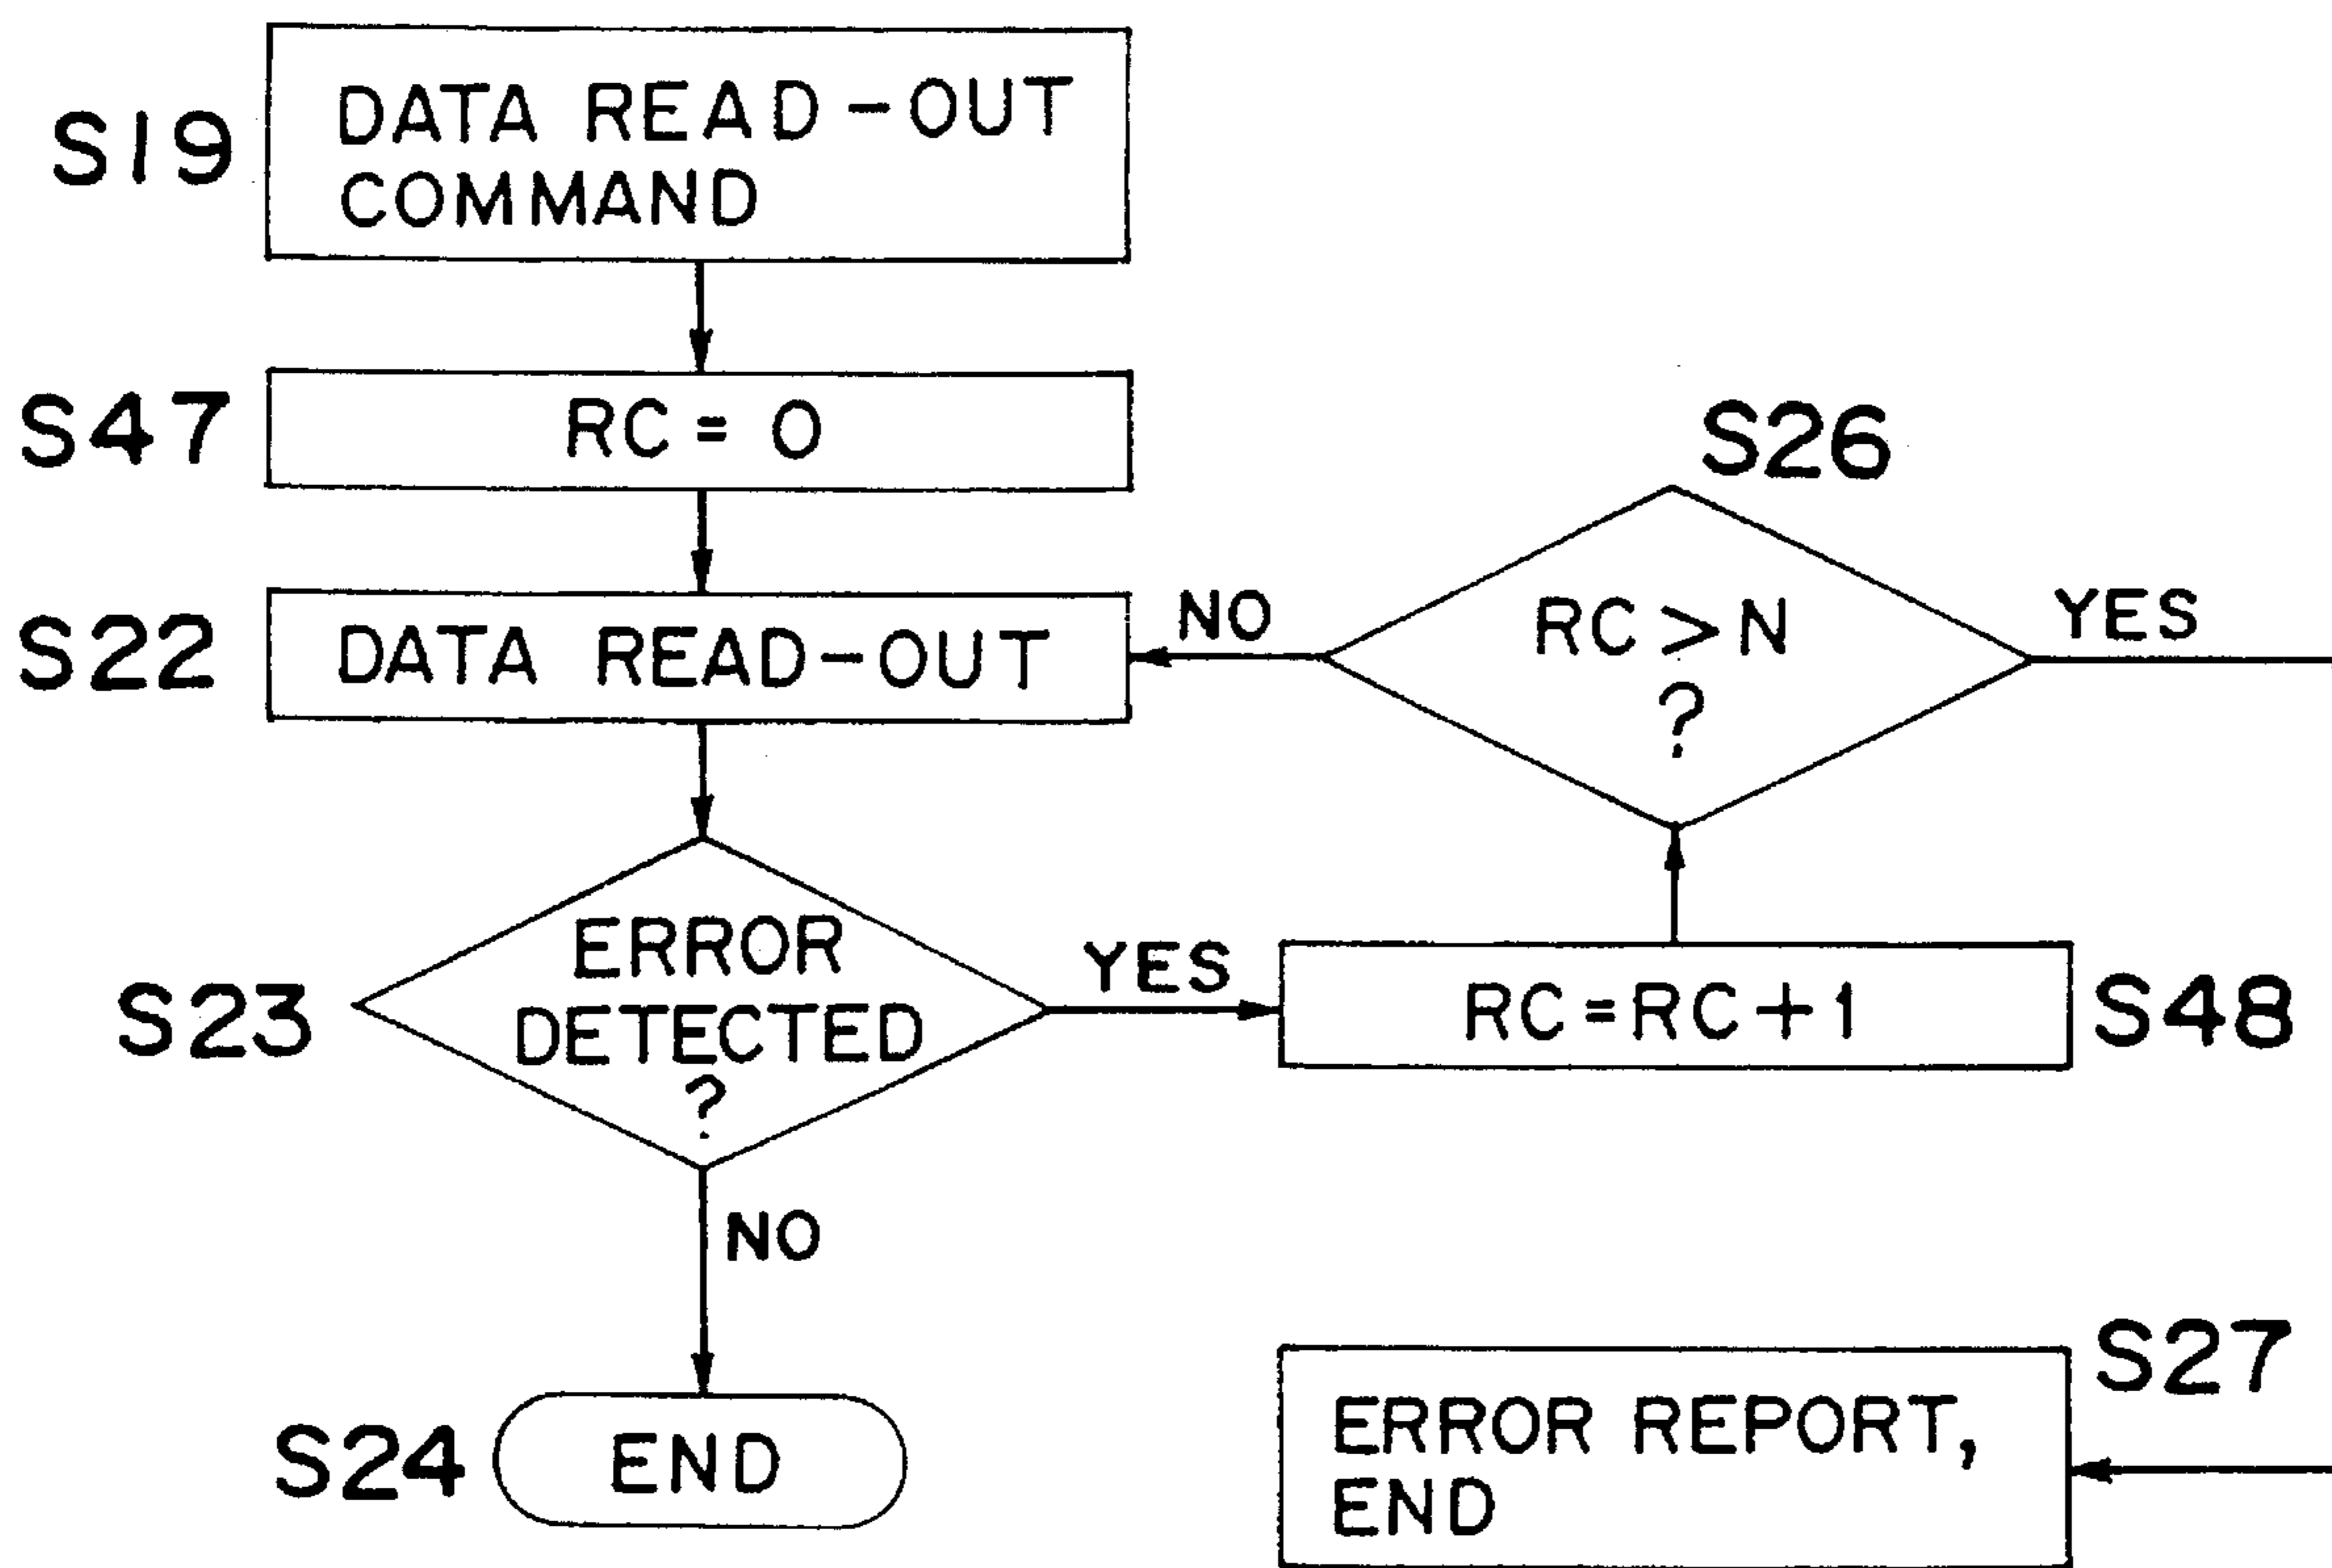 S19
DATA READ-OUT
COMMAND
S47
RC = 0
S26
S22
DATA READ-OUT
NO
RC > N
?
YES
S23
ERROR
DETECTED
?
YES
RC=RC+1
S48
NO
S24
END
S27
ERROR REPORT,
END